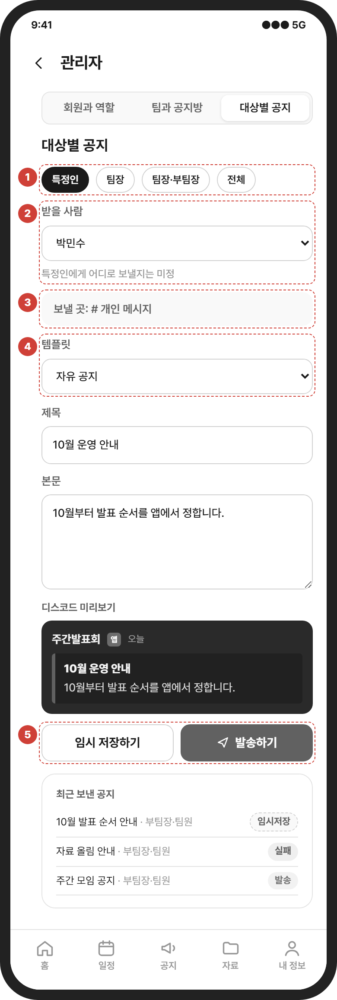 9:41
5G
관리자
회원과 역할 팀과 공지방 대상별 공지
대상별 공지
1
특정인 팀장 팀장·부팀장 전체
2
받을 사람
박민수
특정인에게 어디로 보낼지는 미정
3
보낼 곳: # 개인 메시지
4
템플릿
자유 공지
제목
10월 운영 안내
본문
10월부터 발표 순서를 앱에서 정합니다.
디스코드 미리보기
주간발표회 앱 오늘
10월 운영 안내
10월부터 발표 순서를 앱에서 정합니다.
5
임시 저장하기 발송하기
최근 보낸 공지
10월 발표 순서 안내 · 부팀장·팀원 임시저장
자료 올림 안내 · 부팀장·팀원 실패
주간 모임 공지 · 부팀장·팀원 발송
홈 일정 공지 자료 내 정보